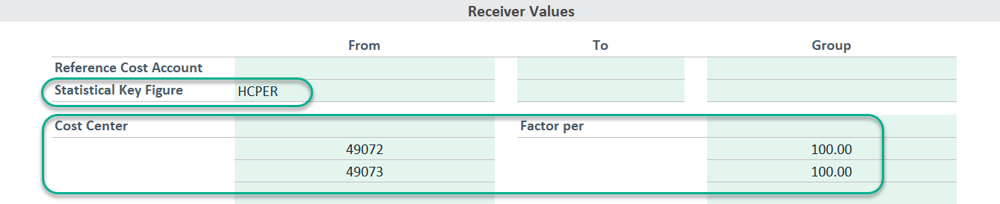 Receiver Values
From To Group
Reference Cost Account
Statistical Key Figure HCPER
Cost Center Factor per
49072 100.00
49073 100.00